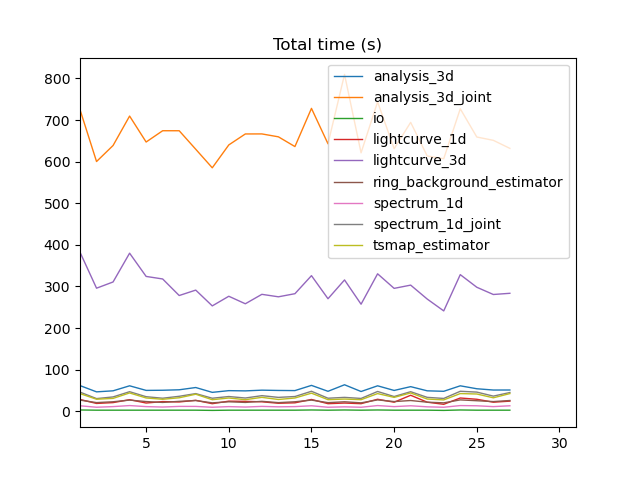 Total time (s)
800
700
600
500
400
300
200
100
0
analysis_3d
analysis_3d_joint
io
lightcurve_1d
lightcurve_3d
ring_background_estimator
spectrum_1d
spectrum_1d_joint
tsmap_estimator
5 10 15 20 25 30